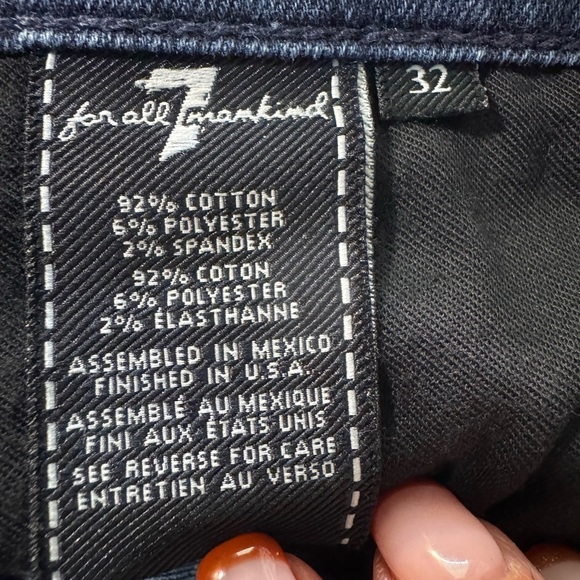 7
for all mankind
32
92% COTTON
6% POLYESTER
2% SPANDEX
92% COTON
6% POLYESTER
2% ÉLASTHANNE
ASSEMBLED IN MEXICO
FINISHED IN U.S.A.
ASSEMBLÉ AU MEXIQUE
FINI AUX ÉTATS UNIS
SEE REVERSE FOR CARE
ENTRETIEN AU VERSO